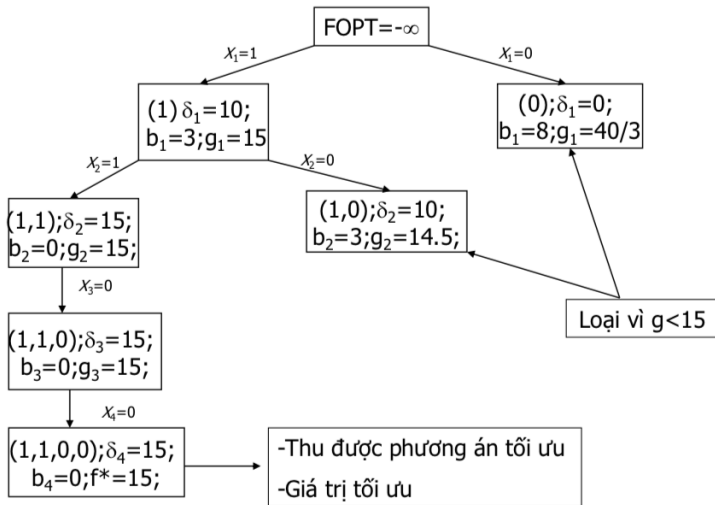 FOPT=-∞
X₁=1
X₁=0
(1) δ₁=10;
b₁=3;g₁=15
(0);δ₁=0;
b₁=8;g₁=40/3
X₂=1
X₂=0
(1,1);δ₂=15;
b₂=0;g₂=15;
(1,0);δ₂=10;
b₂=3;g₂=14.5;
X₃=0
Loại vì g<15
(1,1,0);δ₃=15;
b₃=0;g₃=15;
X₄=0
(1,1,0,0);δ₄=15;
b₄=0;f*=15;
-Thu được phương án tối ưu
-Giá trị tối ưu